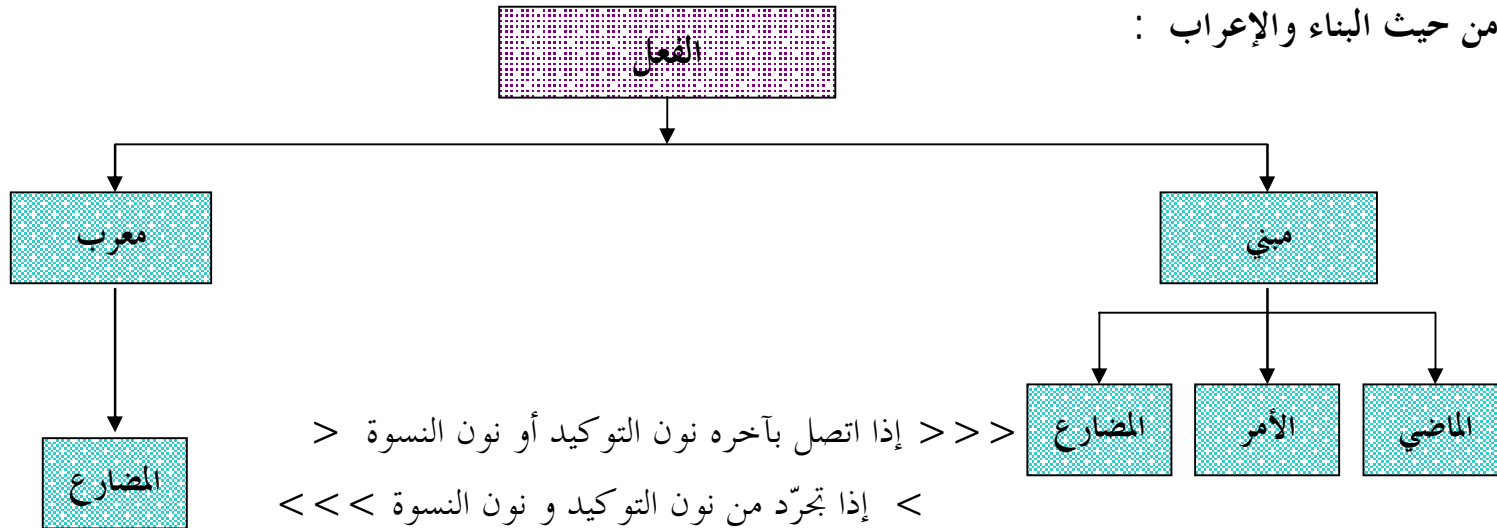 من حيث البناء والإعراب :
الفعل
مبني
معرب
الماضي
الأمر
المضارع
<<< إذا اتصل بآخره نون التوكيد أو نون النسوة >
المضارع
< إذا تجرّد من نون التوكيد و نون النسوة >>>